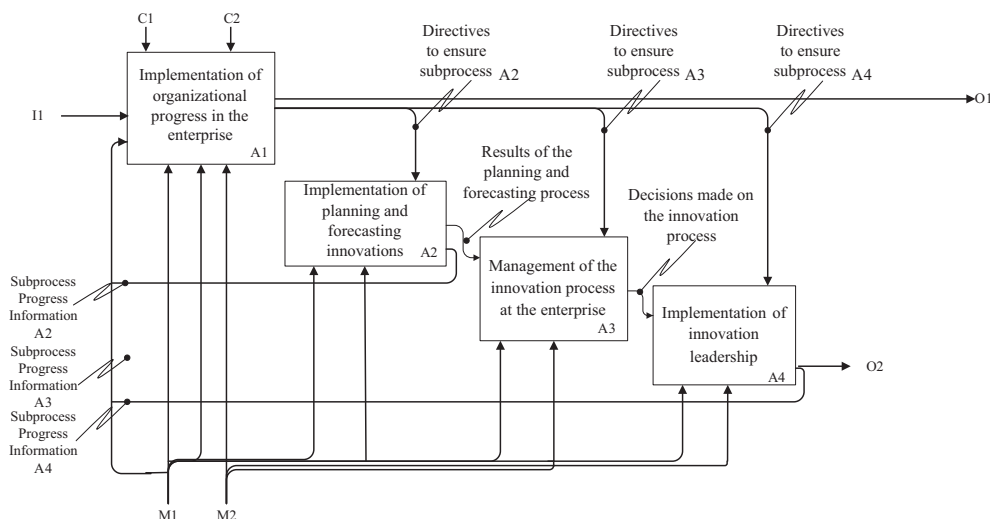 C1
C2
Implementation of
organizational
progress in the
enterprise
A1
I1
Directives
to ensure
subprocess A2
Directives
to ensure
subprocess A3
Directives
to ensure
subprocess A4
O1
Implementation of
planning and
forecasting
innovations
A2
Results of the
planning and
forecasting process
Management of the
innovation process
at the enterprise
A3
Decisions made on
the innovation
process
Implementation of
innovation
leadership
A4
O2
Subprocess
Progress
Information
A2
Subprocess
Progress
Information
A3
Subprocess
Progress
Information
A4
M1
M2